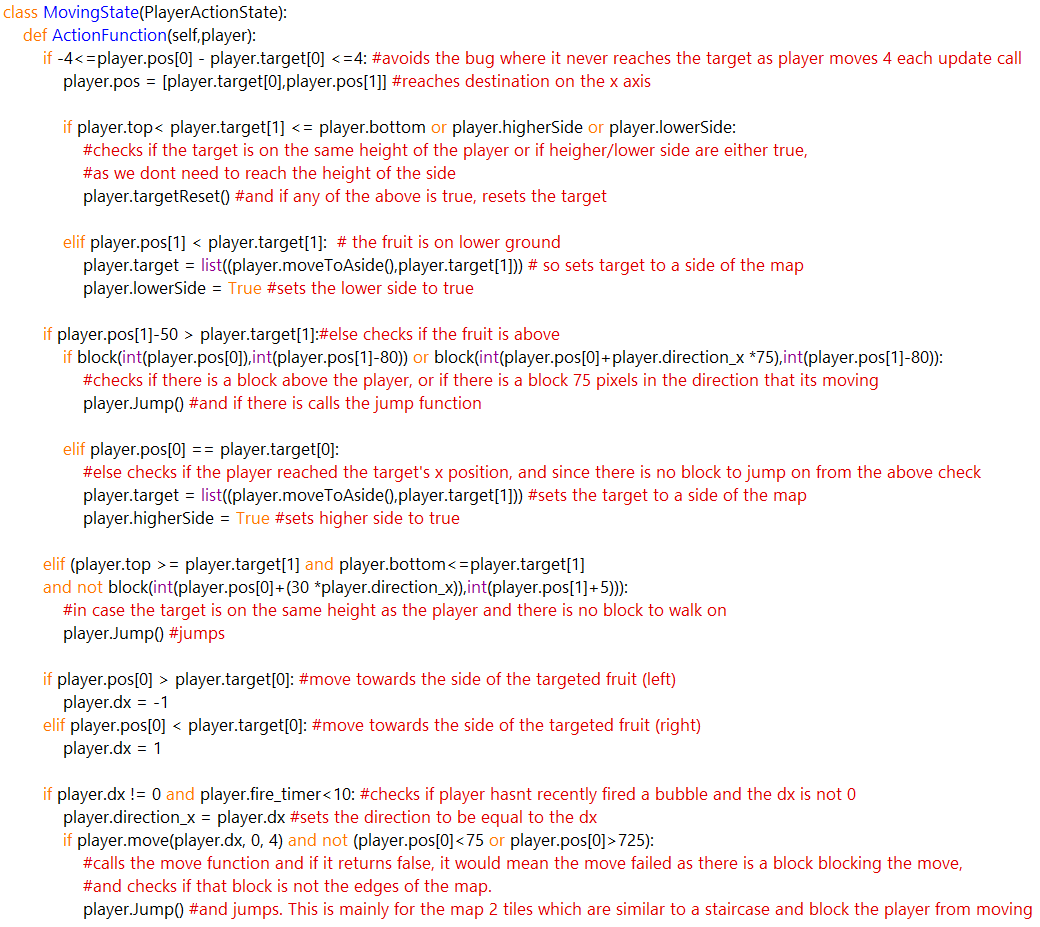 class MovingState(PlayerActionState):
def ActionFunction(self,player):
if -4<=player.pos[0] - player.target[0] <=4: #avoids the bug where it never reaches the target as player moves 4 each update call
player.pos = [player.target[0],player.pos[1]] #reaches destination on the x axis
if player.top< player.target[1] <= player.bottom or player.higherSide or player.lowerSide:
#checks if the target is on the same height of the player or if heigher/lower side are either true,
#as we dont need to reach the height of the side
player.targetReset() #and if any of the above is true, resets the target
elif player.pos[1] < player.target[1]:  # the fruit is on lower ground
player.target = list((player.moveToAside(),player.target[1])) # so sets target to a side of the map
player.lowerSide = True #sets the lower side to true
if player.pos[1]-50 > player.target[1]:#else checks if the fruit is above
if block(int(player.pos[0]),int(player.pos[1]-80)) or block(int(player.pos[0]+player.direction_x *75),int(player.pos[1]-80)):
#checks if there is a block above the player, or if there is a block 75 pixels in the direction that its moving
player.Jump() #and if there is calls the jump function
elif player.pos[0] == player.target[0]:
#else checks if the player reached the target's x position, and since there is no block to jump on from the above check
player.target = list((player.moveToAside(),player.target[1])) #sets the target to a side of the map
player.higherSide = True #sets higher side to true
elif (player.top >= player.target[1] and player.bottom<=player.target[1]
and not block(int(player.pos[0]+(30 *player.direction_x)),int(player.pos[1]+5))):
#in case the target is on the same height as the player and there is no block to walk on
player.Jump() #jumps
if player.pos[0] > player.target[0]: #move towards the side of the targeted fruit (left)
player.dx = -1
elif player.pos[0] < player.target[0]: #move towards the side of the targeted fruit (right)
player.dx = 1
if player.dx != 0 and player.fire_timer<10: #checks if player hasnt recently fired a bubble and the dx is not 0
player.direction_x = player.dx #sets the direction to be equal to the dx
if player.move(player.dx, 0, 4) and not (player.pos[0]<75 or player.pos[0]>725):
#calls the move function and if it returns false, it would mean the move failed as there is a block blocking the move,
#and checks if that block is not the edges of the map.
player.Jump() #and jumps. This is mainly for the map 2 tiles which are similar to a staircase and block the player from moving